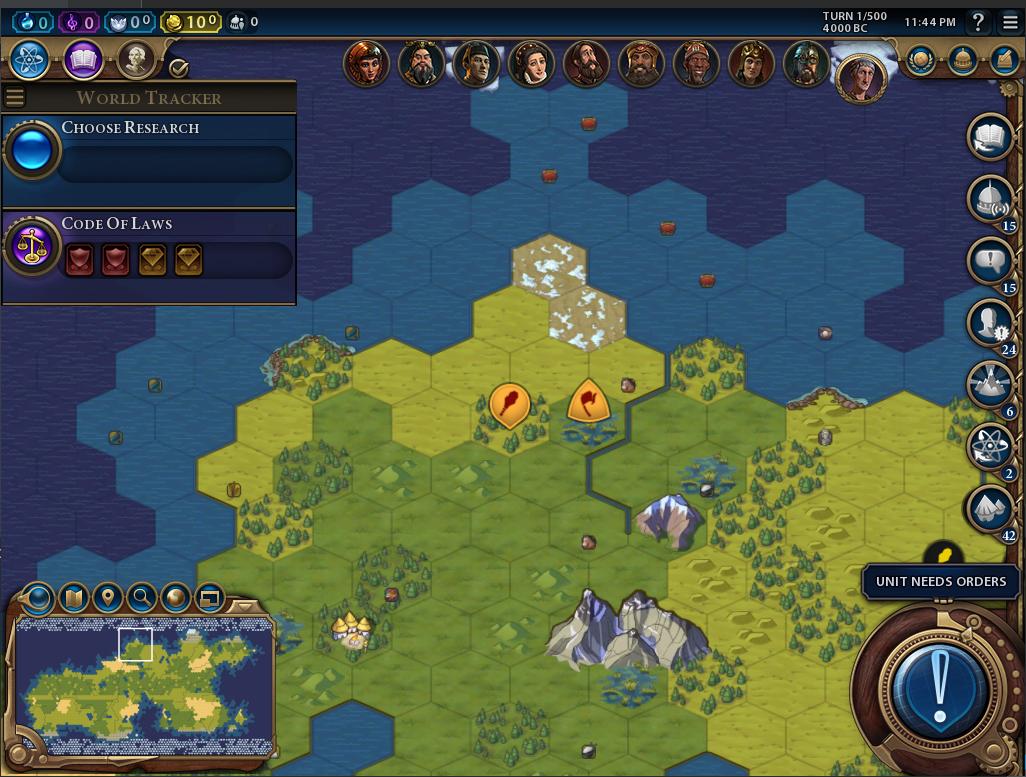 0 0 0⁰ 10⁰ 0
TURN 1/500
4000 BC
11:44 PM
?
WORLD TRACKER
CHOOSE RESEARCH
CODE OF LAWS
15
15
24
6
2
42
UNIT NEEDS ORDERS